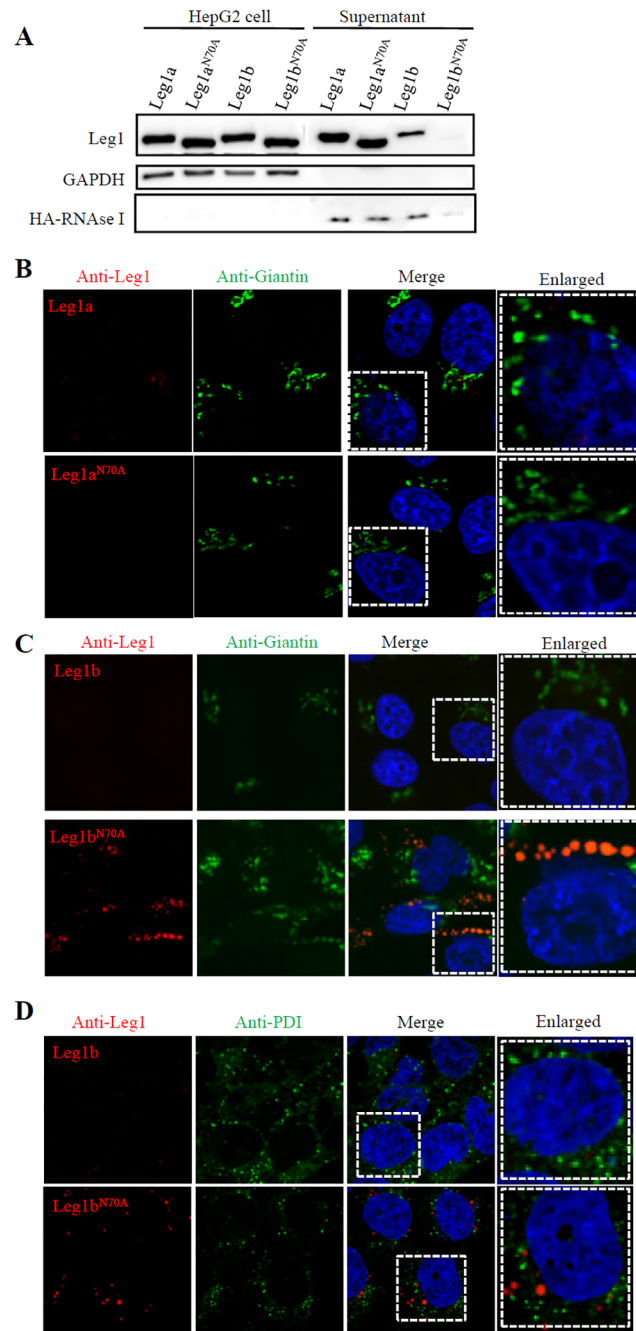 A
HepG2 cell Supernatant
Leg1a Leg1aN70A Leg1b Leg1bN70A Leg1a Leg1aN70A Leg1b Leg1bN70A
Leg1
GAPDH
HA-RNAse I
B
Anti-Leg1 Anti-Giantin Merge Enlarged
Leg1a
Leg1aN70A
C
Anti-Leg1 Anti-Giantin Merge Enlarged
Leg1b
Leg1bN70A
D
Anti-Leg1 Anti-PDI Merge Enlarged
Leg1b
Leg1bN70A